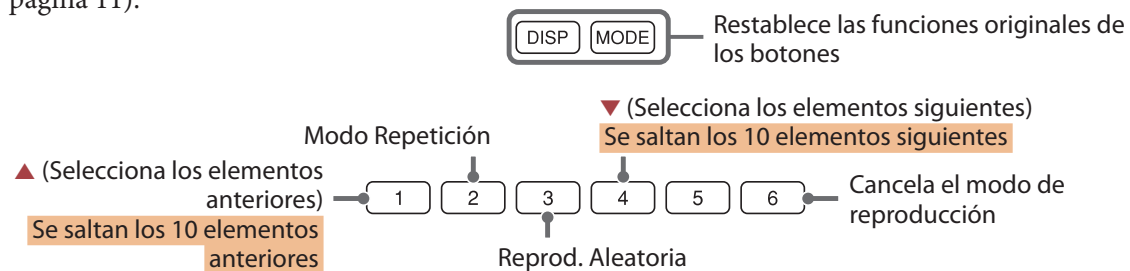 página 11):
DISP MODE
Restablece las funciones originales de
los botones
▼ (Selecciona los elementos siguientes)
Se saltan los 10 elementos siguientes
Modo Repetición
▲ (Selecciona los elementos
anteriores)
Se saltan los 10 elementos
anteriores
1 2 3 4 5 6
Cancela el modo de
reproducción
Reprod. Aleatoria